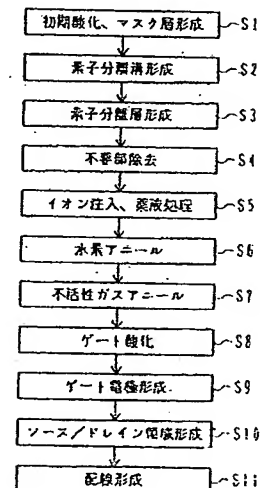 初期酸化、マスク層形成 S1
素子分離溝形成 S2
素子分離層形成 S3
不要部除去 S4
イオン注入、薬液処理 S5
水素アニール S6
不活性ガスアニール S7
ゲート酸化 S8
ゲート電極形成 S9
ソース/ドレイン領域形成 S10
配線形成 S11